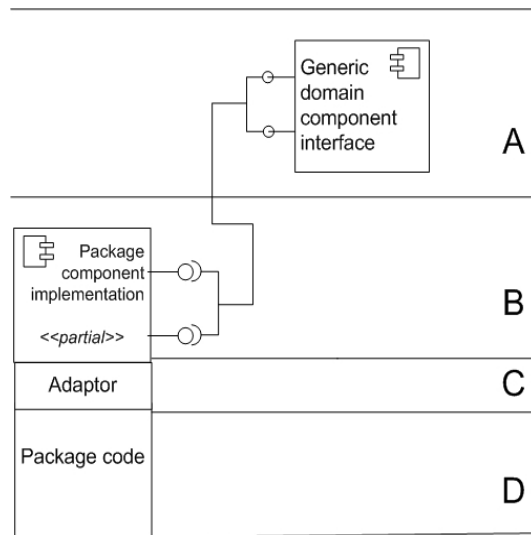 Generic
domain
component
interface
A
Package
component
implementation
<<partial>>
B
Adaptor
C
Package code
D